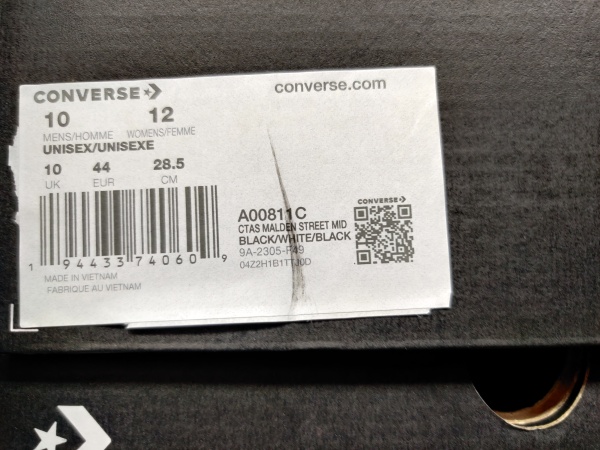 CONVERSE
converse.com
10 12
MENS/HOMME WOMENS/FEMME
UNISEX/UNISEXE
10 44 28.5
UK EUR CM
1 94433 74060 9
MADE IN VIETNAM
FABRIQUE AU VIETNAM
A00811C
CTAS MALDEN STREET MID
BLACK/WHITE/BLACK
9A-2305-F49
CONVERSE